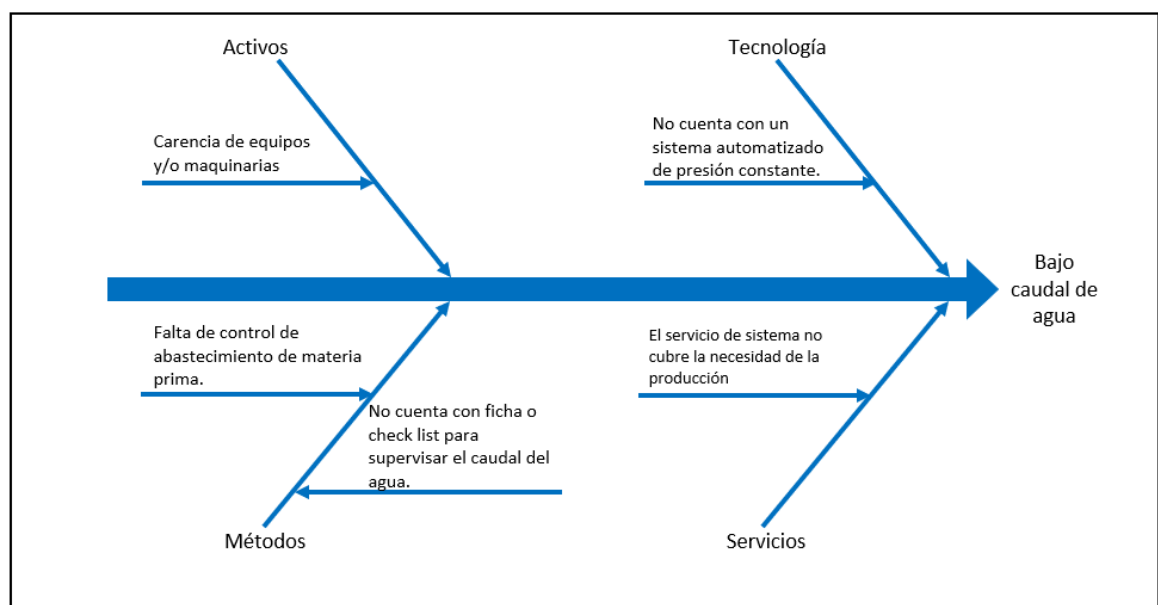 Activos
Tecnología
Carencia de equipos
y/o maquinarias
No cuenta con un
sistema automatizado
de presión constante.
Bajo
caudal de
agua
Falta de control de
abastecimiento de materia
prima.
El servicio de sistema no
cubre la necesidad de la
producción
No cuenta con ficha o
check list para
supervisar el caudal del
agua.
Métodos
Servicios